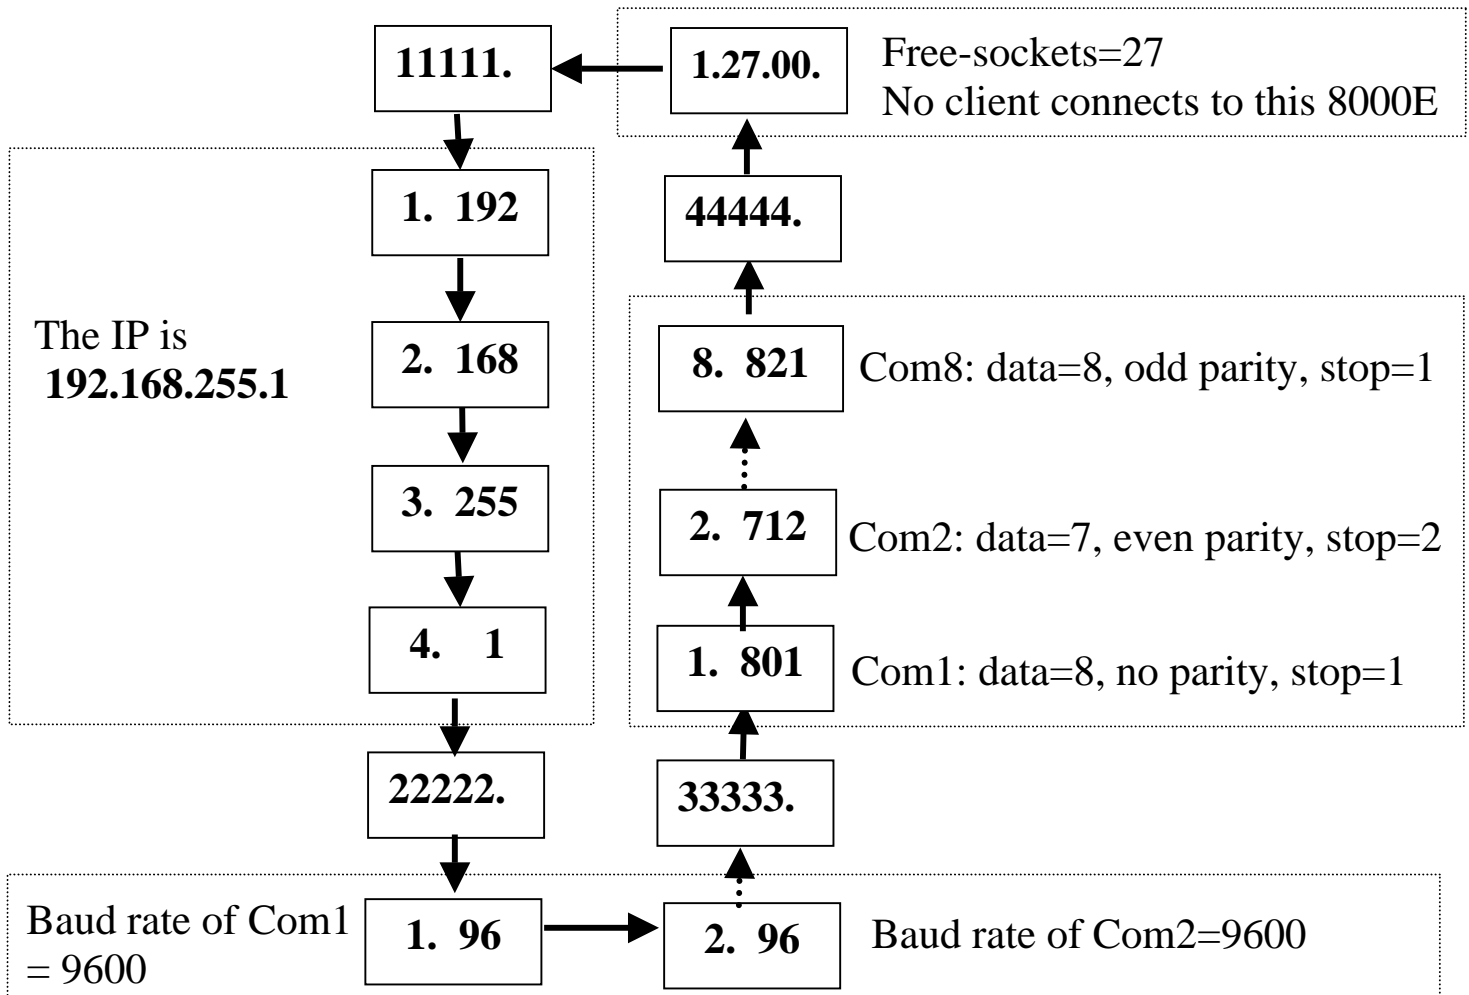 11111.
1.27.00.
Free-sockets=27
No client connects to this 8000E
1. 192
44444.
The IP is
192.168.255.1
2. 168
8. 821
Com8: data=8, odd parity, stop=1
3. 255
2. 712
Com2: data=7, even parity, stop=2
4. 1
1. 801
Com1: data=8, no parity, stop=1
22222.
33333.
Baud rate of Com1
= 9600
1. 96
2. 96
Baud rate of Com2=9600